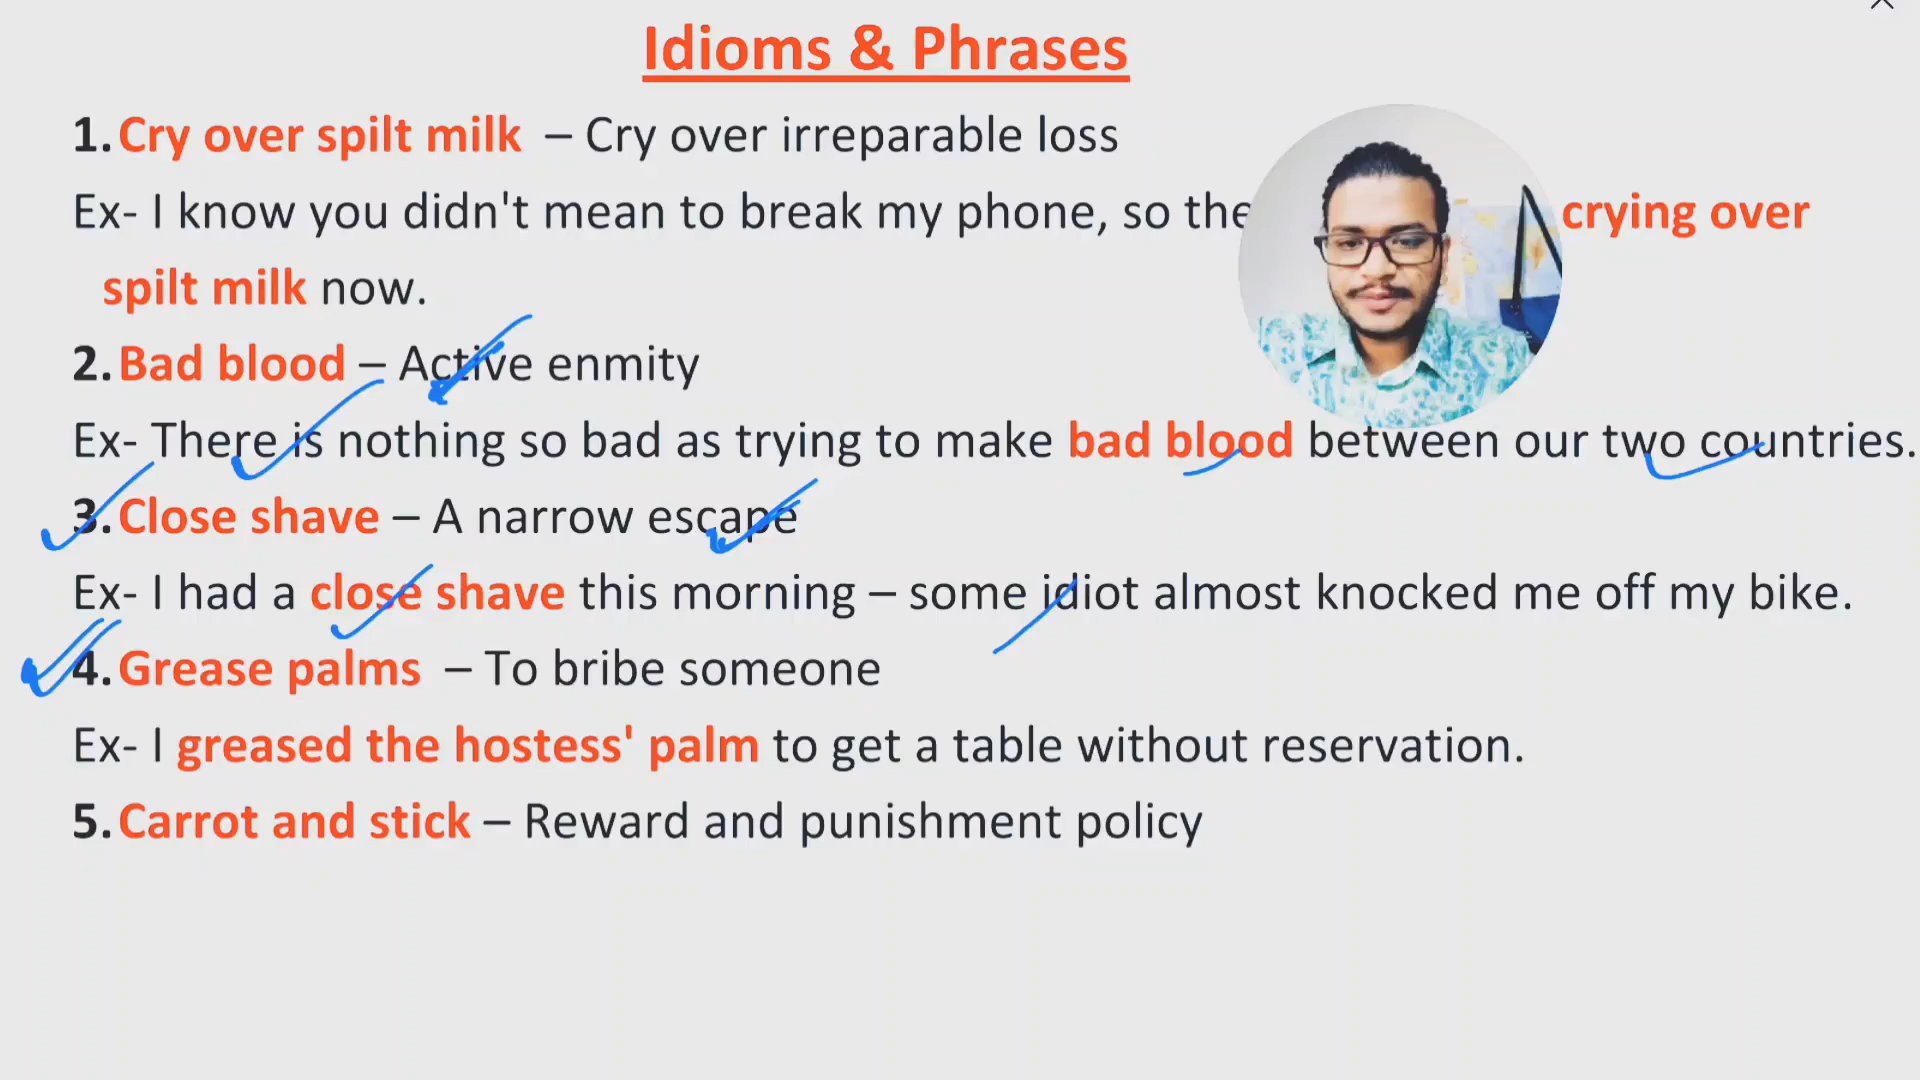 Idioms & Phrases
1. Cry over spilt milk – Cry over irreparable loss
Ex- I know you didn't mean to break my phone, so crying over
spilt milk now.
2. Bad blood – Active enmity
Ex- There is nothing so bad as trying to make bad blood between our two countries.
3. Close shave – A narrow escape
Ex- I had a close shave this morning – some idiot almost knocked me off my bike.
4. Grease palms – To bribe someone
Ex- I greased the hostess' palm to get a table without reservation.
5. Carrot and stick – Reward and punishment policy